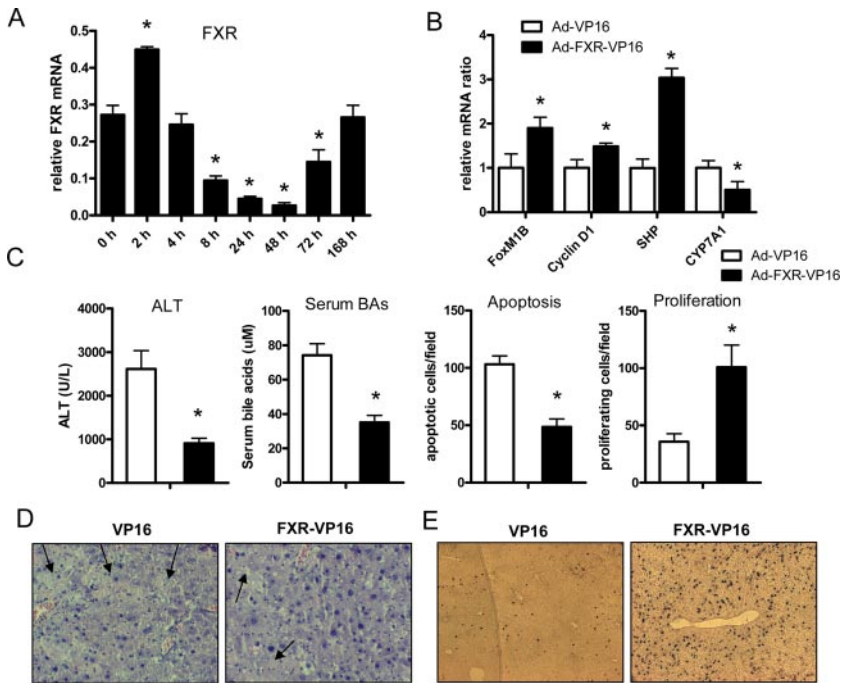 A
FXR
relative FXR mRNA
0.5
0.4
0.3
0.2
0.1
0.0
*
*
*
*
*
0 h
2 h
4 h
8 h
24 h
48 h
72 h
168 h
B
Ad-VP16
Ad-FXR-VP16
relative mRNA ratio
4
3
2
1
0
*
*
*
*
FoxM1B
Cyclin D1
SHP
CYP7A1
C
Ad-VP16
Ad-FXR-VP16
ALT
ALT (U/L)
4000
3000
2000
1000
0
*
Serum BAs
Serum bile acids (uM)
100
80
60
40
20
0
*
Apoptosis
apoptotic cells/field
150
100
50
0
*
Proliferation
proliferating cells/field
150
100
50
0
*
D
VP16
FXR-VP16
E
VP16
FXR-VP16